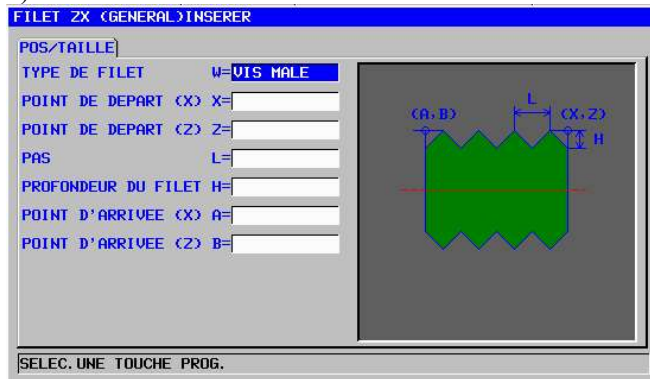 FILET ZX (GENERAL)INSERER
POS/TAILLE
TYPE DE FILET W=VIS MALE
POINT DE DEPART (X) X=
POINT DE DEPART (Z) Z=
PAS L=
PROFONDEUR DU FILET H=
POINT D'ARRIVEE (X) A=
POINT D'ARRIVEE (Z) B=
(A,B) L (X,Z)
H
SELEC.UNE TOUCHE PROG.